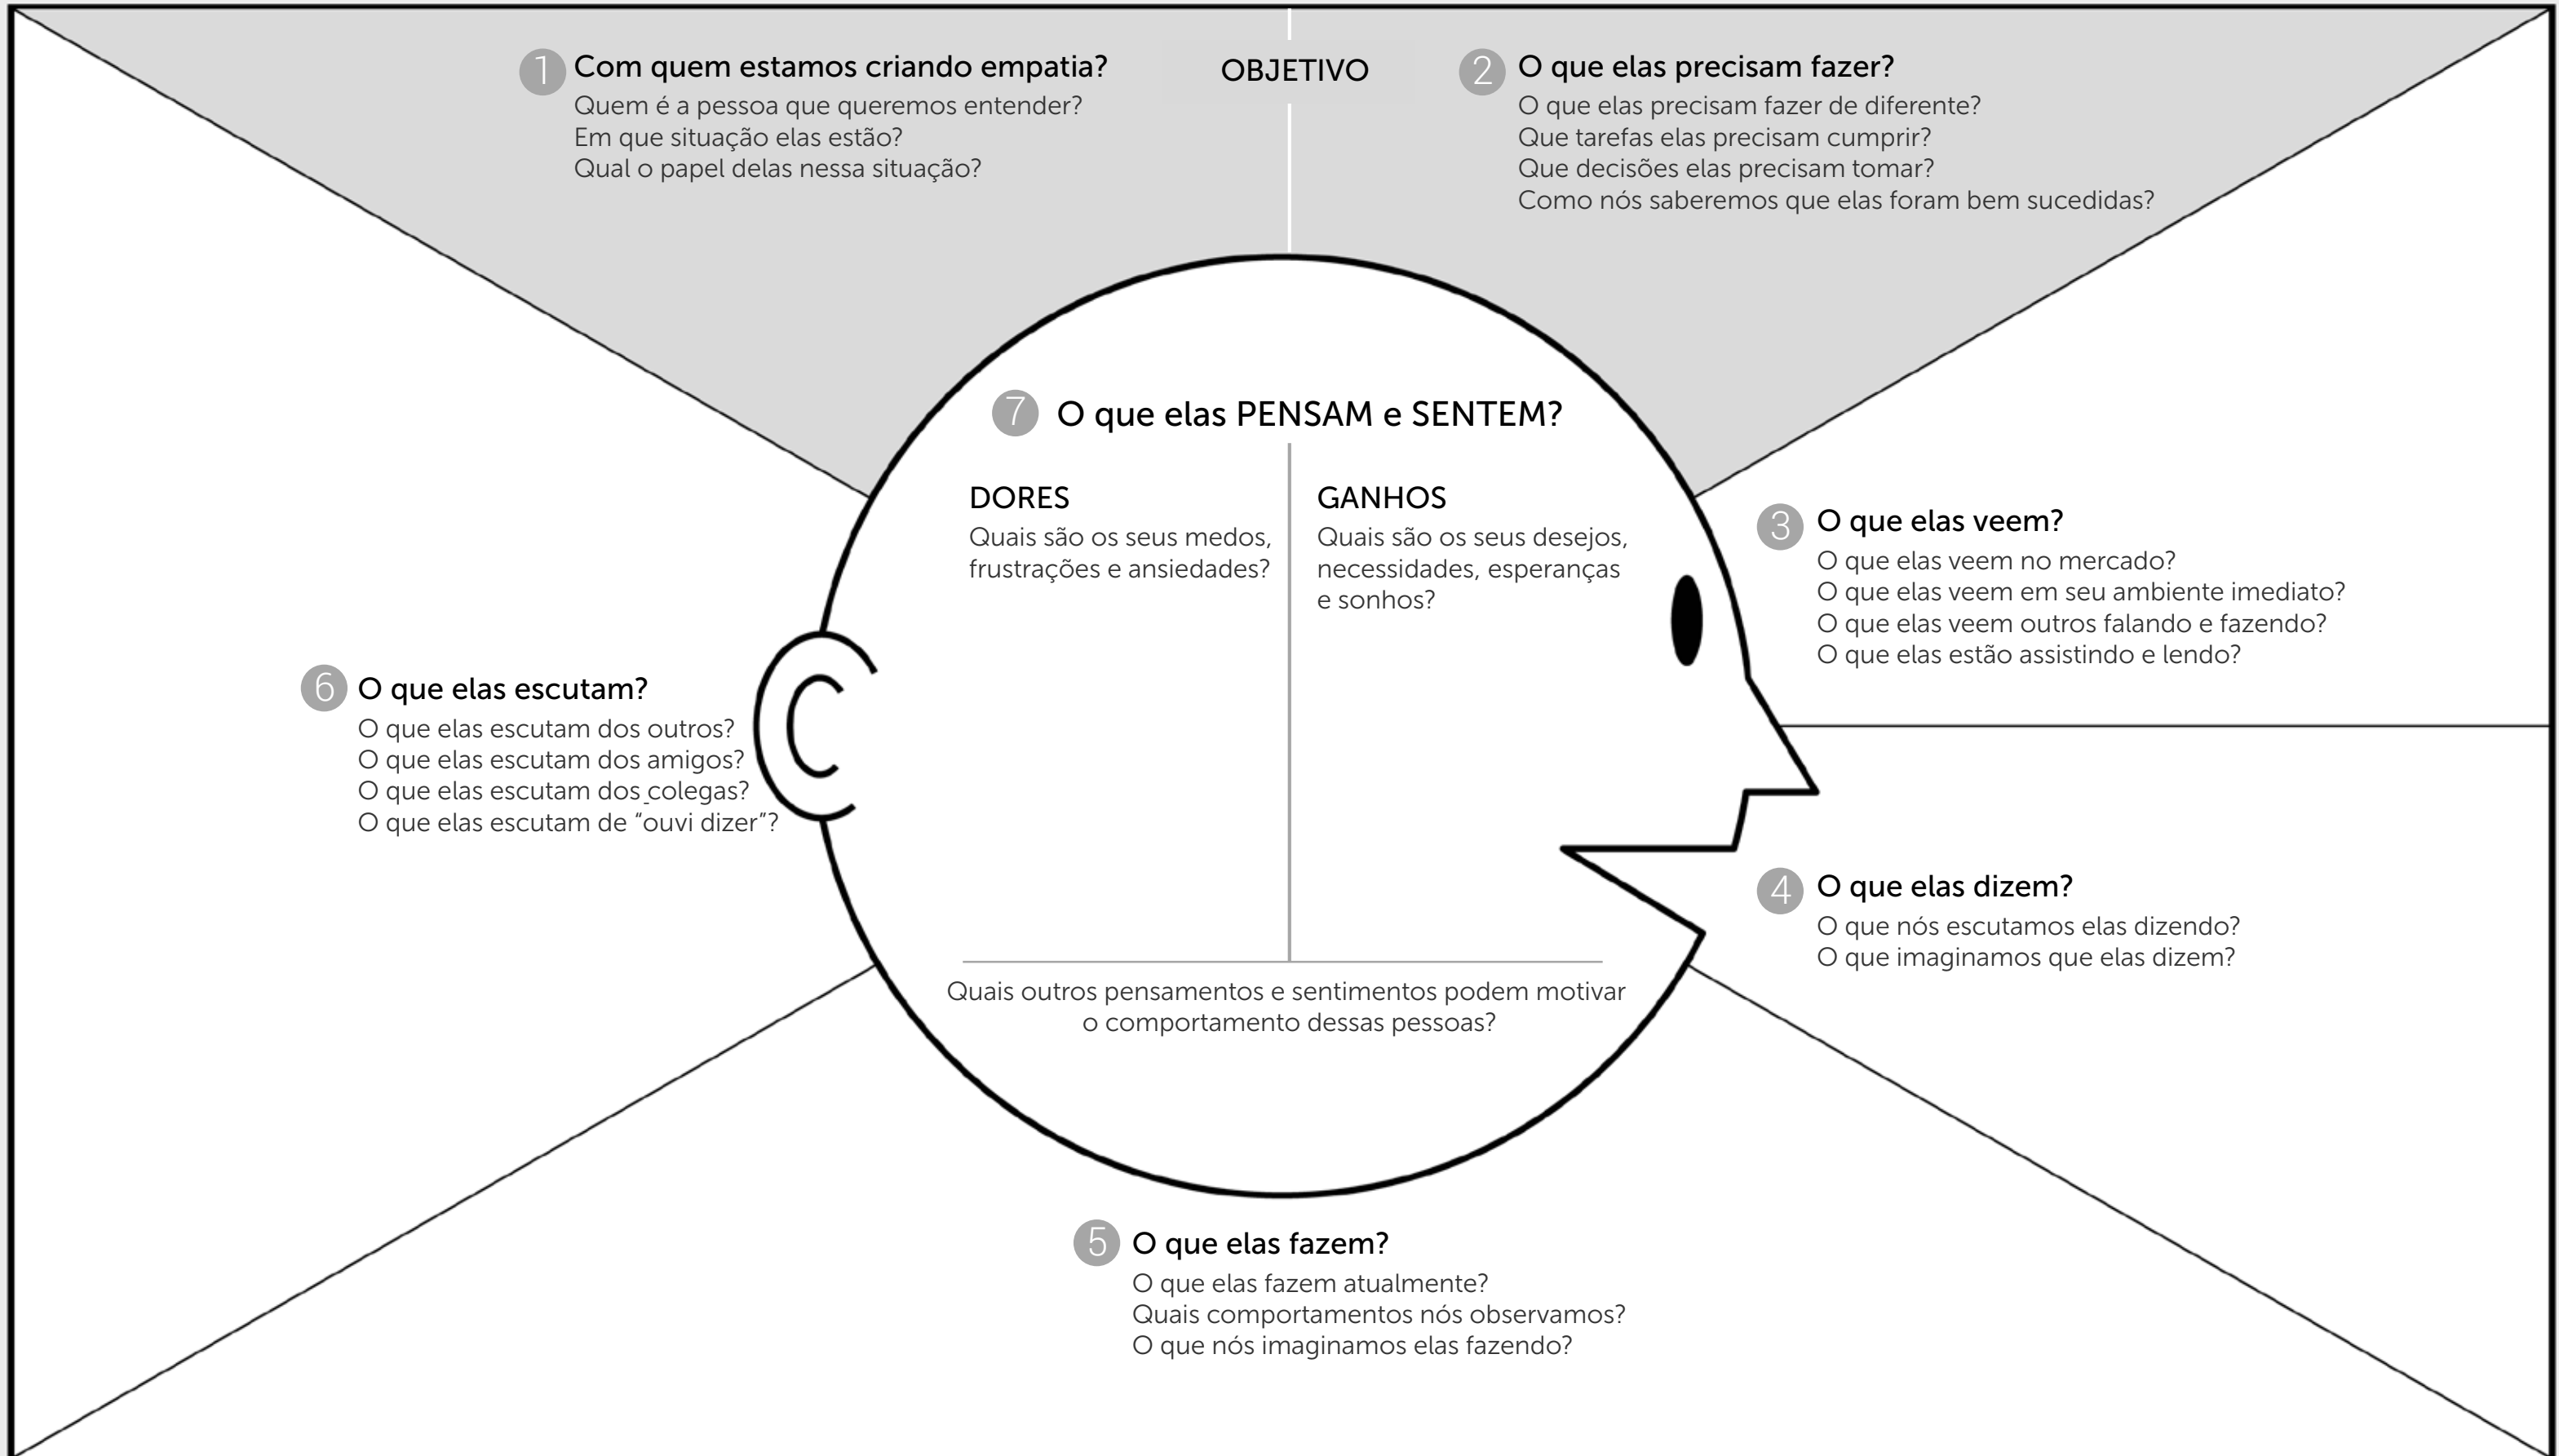 1
Com quem estamos criando empatia?
Quem é a pessoa que queremos entender?
Em que situação elas estão?
Qual o papel delas nessa situação?
OBJETIVO
2
O que elas precisam fazer?
O que elas precisam fazer de diferente?
Que tarefas elas precisam cumprir?
Que decisões elas precisam tomar?
Como nós saberemos que elas foram bem sucedidas?
7
O que elas PENSAM e SENTEM?
DORES
Quais são os seus medos,
frustrações e ansiedades?
GANHOS
Quais são os seus desejos,
necessidades, esperanças
e sonhos?
Quais outros pensamentos e sentimentos podem motivar
o comportamento dessas pessoas?
3
O que elas veem?
O que elas veem no mercado?
O que elas veem em seu ambiente imediato?
O que elas veem outros falando e fazendo?
O que elas estão assistindo e lendo?
4
O que elas dizem?
O que nós escutamos elas dizendo?
O que imaginamos que elas dizem?
5
O que elas fazem?
O que elas fazem atualmente?
Quais comportamentos nós observamos?
O que nós imaginamos elas fazendo?
6
O que elas escutam?
O que elas escutam dos outros?
O que elas escutam dos amigos?
O que elas escutam dos colegas?
O que elas escutam de “ouvi dizer”?